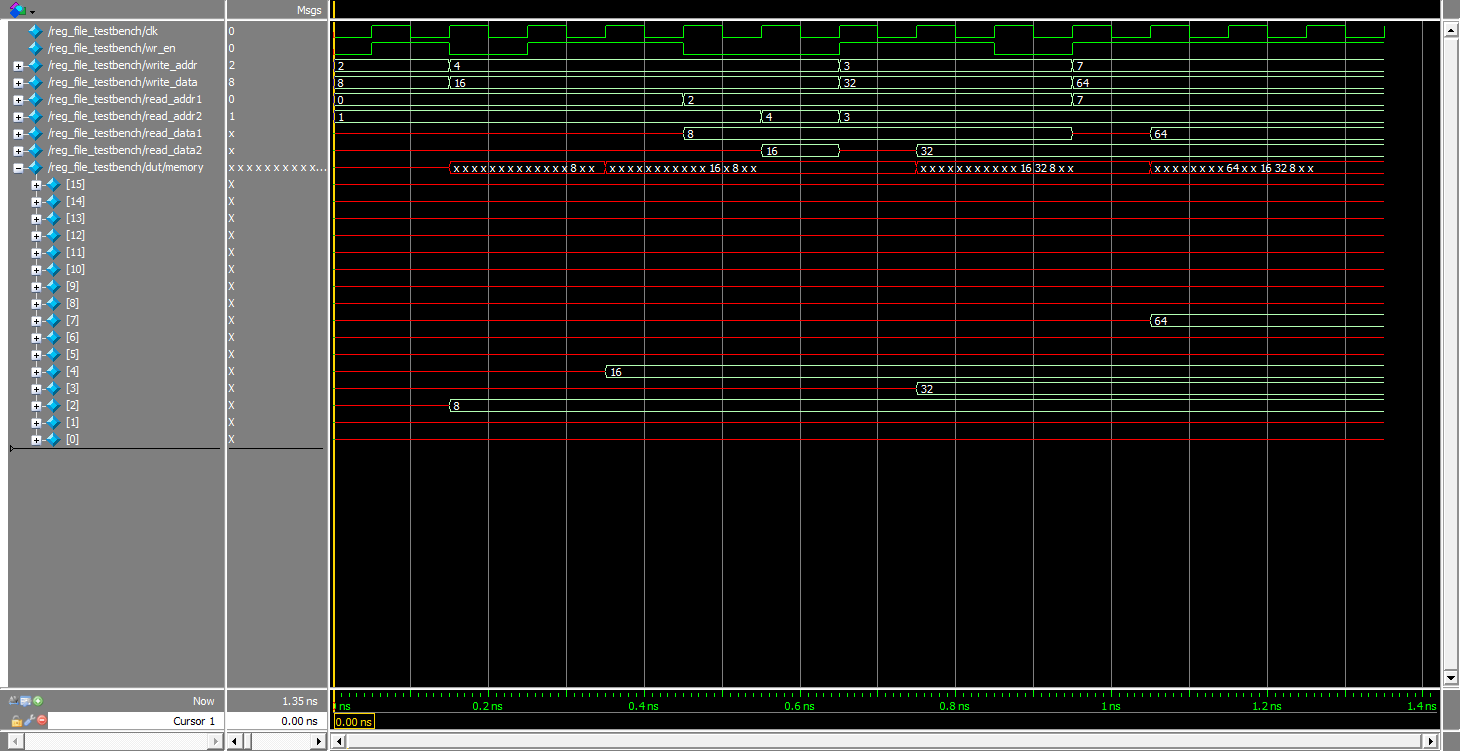 Msgs
/reg_file_testbench/clk 0
/reg_file_testbench/wr_en 0
/reg_file_testbench/write_addr 2 2 4 3 7
/reg_file_testbench/write_data 8 8 16 32 64
/reg_file_testbench/read_addr1 0 0 2 7
/reg_file_testbench/read_addr2 1 1 4 3
/reg_file_testbench/read_data1 x 8 64
/reg_file_testbench/read_data2 x 16 32
/reg_file_testbench/dut/memory x x x x x x x x x x... x x x x x x x x x x x x x 8 x x x x x x x x x x x x x 16 x 8 x x x x x x x x x x x x x 16 32 8 x x x x x x x x x x 64 x x 16 32 8 x x
[15] X
[14] X
[13] X
[12] X
[11] X
[10] X
[9] X
[8] X
[7] X 64
[6] X
[5] X
[4] X 16
[3] X 32
[2] X 8
[1] X
[0] X
Now 1.35 ns ns 0.2 ns 0.4 ns 0.6 ns 0.8 ns 1 ns 1.2 ns 1.4 ns
Cursor 1 0.00 ns 0.00 ns